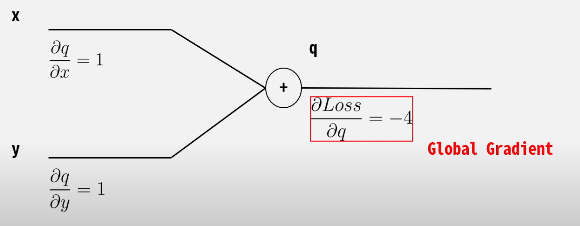 x
∂q/∂x = 1
q
+
∂Loss/∂q = −4
Global Gradient
y
∂q/∂y = 1